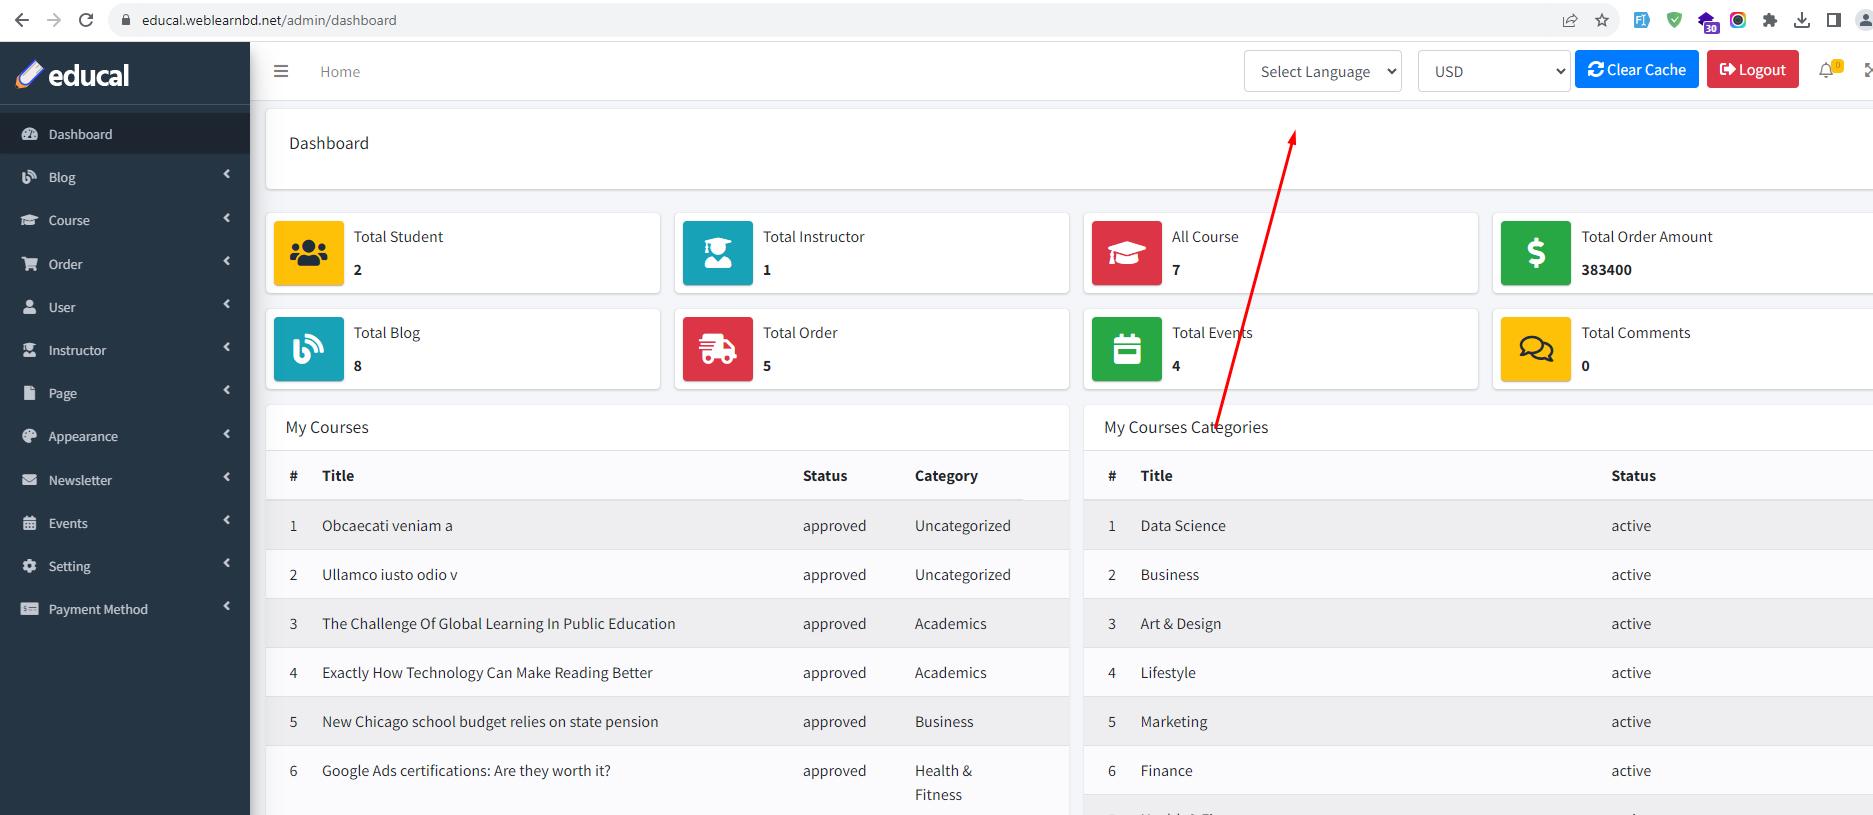 educal.weblearnbd.net/admin/dashboard
30
educal
Home
Select Language
USD
Clear Cache
Logout
0
Dashboard
Blog
Course
Order
User
Instructor
Page
Appearance
Newsletter
Events
Setting
Payment Method
Dashboard
Total Student
2
Total Instructor
1
All Course
7
Total Order Amount
383400
Total Blog
8
Total Order
5
Total Events
4
Total Comments
0
My Courses
# Title Status Category
1 Obcaecati veniam a approved Uncategorized
2 Ullamco iusto odio v approved Uncategorized
3 The Challenge Of Global Learning In Public Education approved Academics
4 Exactly How Technology Can Make Reading Better approved Academics
5 New Chicago school budget relies on state pension approved Business
6 Google Ads certifications: Are they worth it? approved Health &
Fitness
My Courses Categories
# Title Status
1 Data Science active
2 Business active
3 Art & Design active
4 Lifestyle active
5 Marketing active
6 Finance active